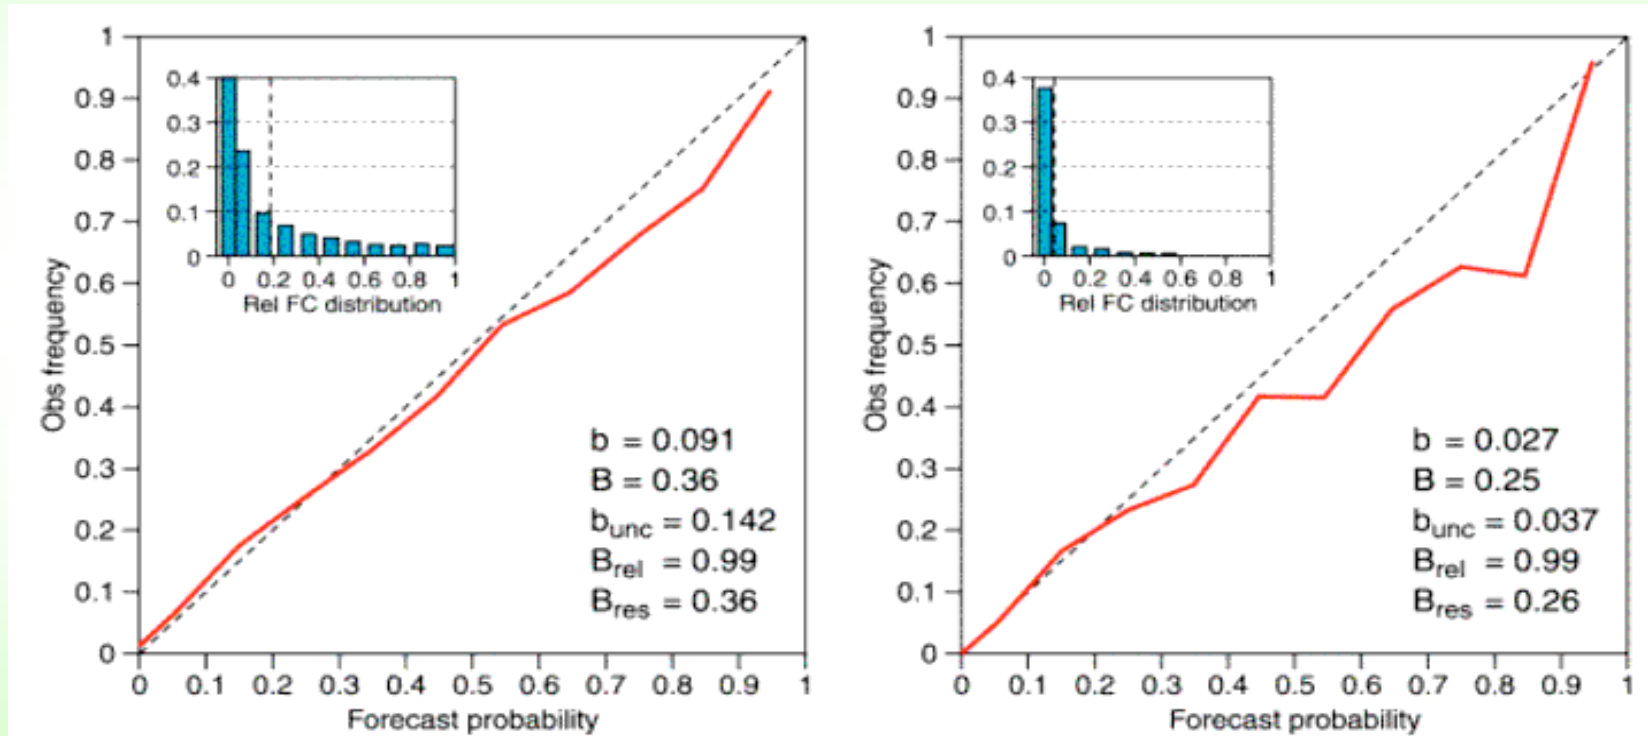 1
0.9
0.8
0.7
0.6
0.5
0.4
0.3
0.2
0.1
0
Obs frequency
0.4
0.3
0.2
0.1
0
0 0.2 0.4 0.6 0.8 1
Rel FC distribution
b = 0.091
B = 0.36
bunc = 0.142
Brel = 0.99
Bres = 0.36
0 0.1 0.2 0.3 0.4 0.5 0.6 0.7 0.8 0.9 1
Forecast probability
1
0.9
0.8
0.7
0.6
0.5
0.4
0.3
0.2
0.1
0
Obs frequency
0.4
0.3
0.2
0.1
0
0 0.2 0.4 0.6 0.8 1
Rel FC distribution
b = 0.027
B = 0.25
bunc = 0.037
Brel = 0.99
Bres = 0.26
0 0.1 0.2 0.3 0.4 0.5 0.6 0.7 0.8 0.9 1
Forecast probability